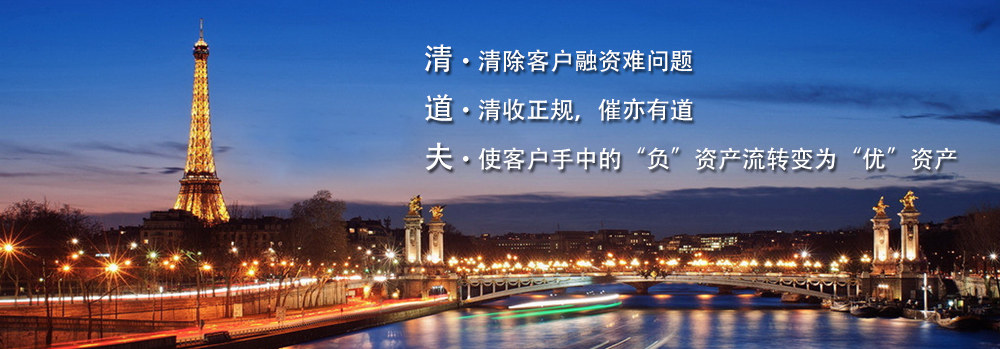 清·清除客户融资难问题
道·清收正规，催亦有道
夫·使客户手中的“负”资产流转变为“优”资产